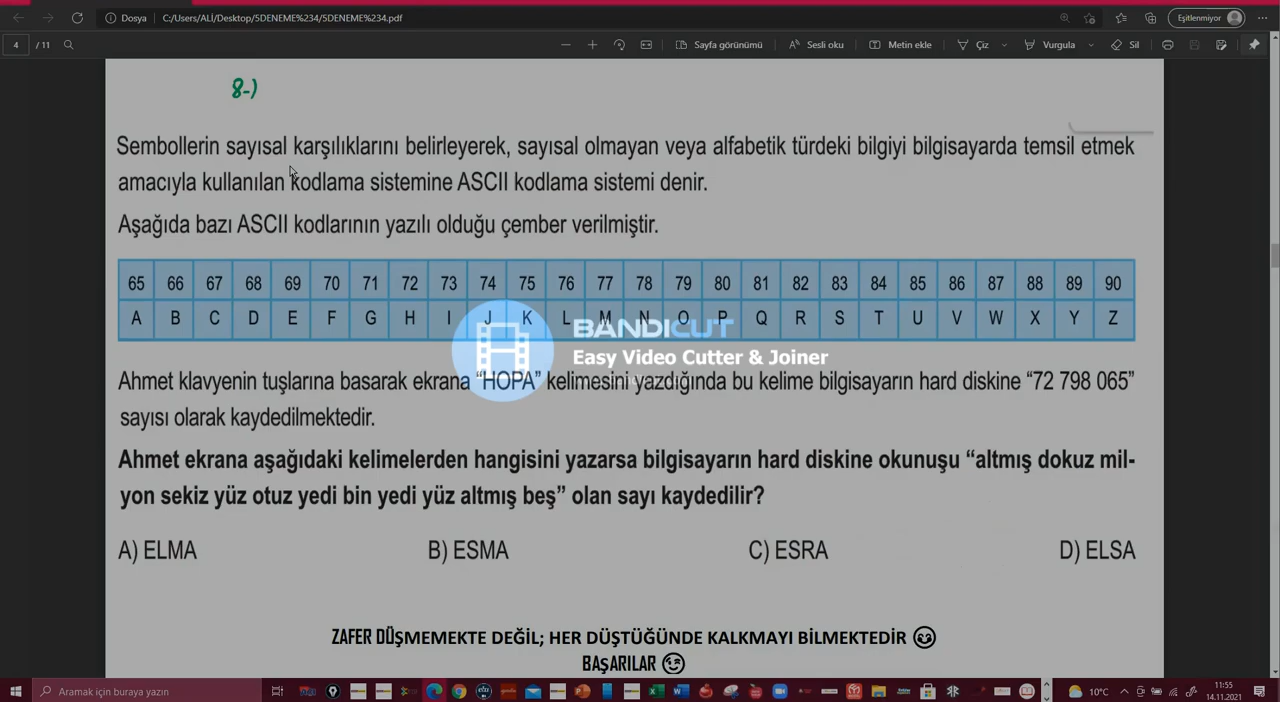 Dosya C:/Users/ALİ/Desktop/5DENEME%234/5DENEME%234.pdf Eşitlenmiyor
4 / 11 Sayfa görünümü Sesli oku Metin ekle Çiz Vurgula Sil
8-)
Sembollerin sayısal karşılıklarını belirleyerek, sayısal olmayan veya alfabetik türdeki bilgiyi bilgisayarda temsil etmek
amacıyla kullanılan kodlama sistemine ASCII kodlama sistemi denir.
Aşağıda bazı ASCII kodlarının yazılı olduğu çember verilmiştir.
65 66 67 68 69 70 71 72 73 74 75 76 77 78 79 80 81 82 83 84 85 86 87 88 89 90
A B C D E F G H I J K L M N O P Q R S T U V W X Y Z
BANDICUT
Easy Video Cutter & Joiner
Ahmet klavyenin tuşlarına basarak ekrana “HOPA” kelimesini yazdığında bu kelime bilgisayarın hard diskine “72 798 065”
sayısı olarak kaydedilmektedir.
Ahmet ekrana aşağıdaki kelimelerden hangisini yazarsa bilgisayarın hard diskine okunuşu “altmış dokuz mil-
yon sekiz yüz otuz yedi bin yedi yüz altmış beş” olan sayı kaydedilir?
A) ELMA B) ESMA C) ESRA D) ELSA
ZAFER DÜŞMEMEKTE DEĞİL; HER DÜŞTÜĞÜNDE KALKMAYI BİLMEKTEDİR
BAŞARILAR
Aramak için buraya yazın 10°C 11:55
14.11.2021